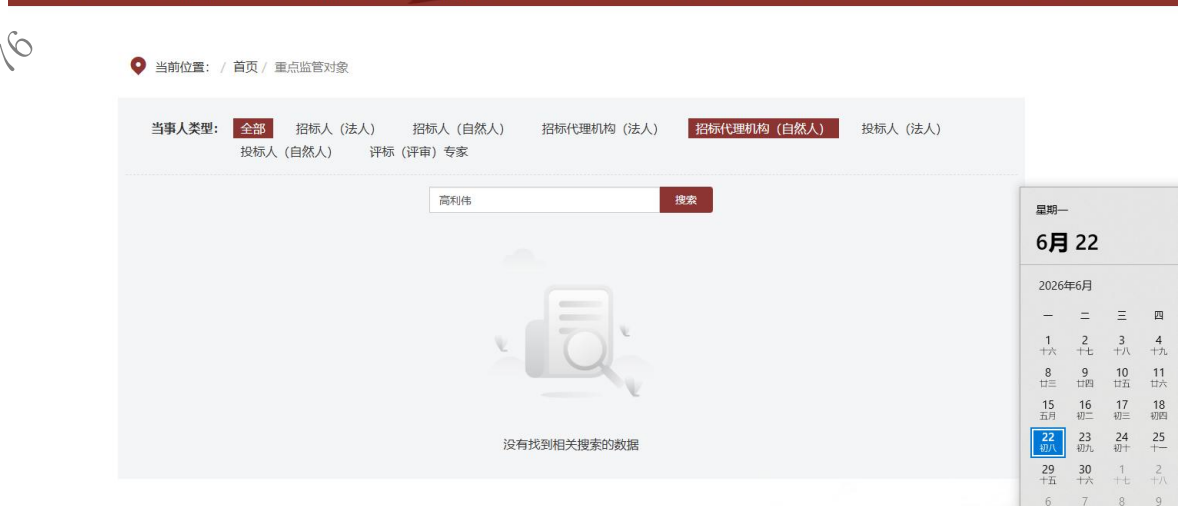 16
当前位置： / 首页 / 重点监管对象
当事人类型： 全部 招标人（法人） 招标人（自然人） 招标代理机构（法人） 招标代理机构（自然人） 投标人（法人）
投标人（自然人） 评标（评审）专家
高利伟 搜索
没有找到相关搜索的数据
星期一
6月 22
2026年6月
一 二 三 四
1 2 3 4
十六 十七 十八 十九
8 9 10 11
廿三 廿四 廿五 廿六
15 16 17 18
五月 初二 初三 初四
22 23 24 25
初八 初九 初十 十一
29 30 1 2
十五 十六 十七 十八
6 7 8 9